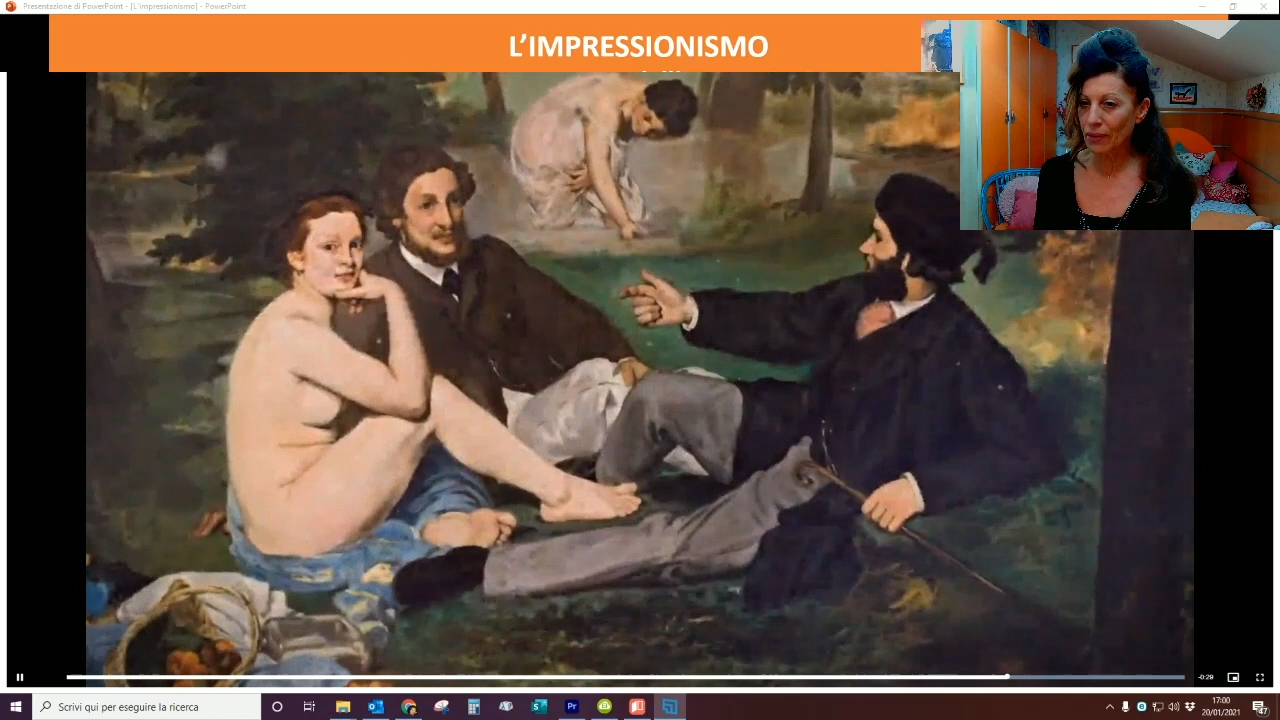 Presentazione di PowerPoint - [L'impressionismo] - PowerPoint
L'IMPRESSIONISMO
-0:29
Scrivi qui per eseguire la ricerca
17:00
20/01/2021